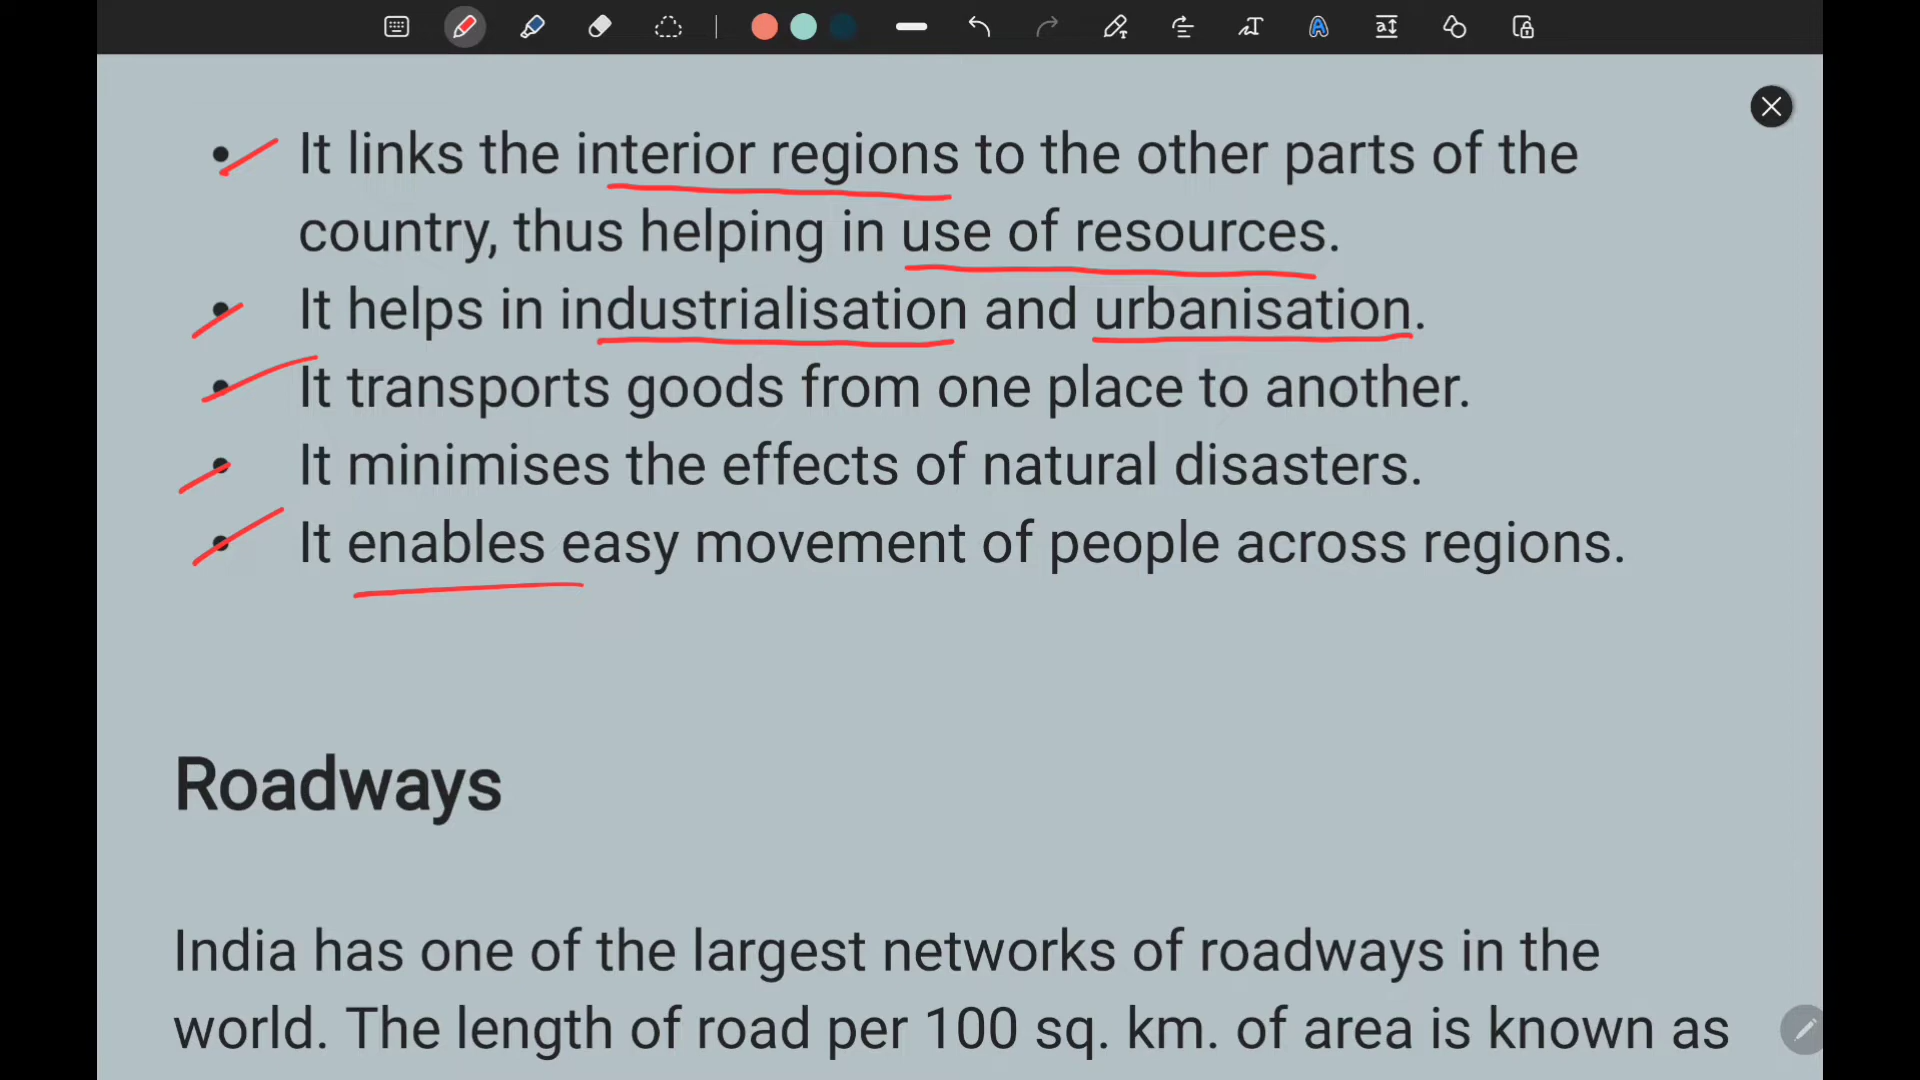 • It links the interior regions to the other parts of the
country, thus helping in use of resources.
• It helps in industrialisation and urbanisation.
• It transports goods from one place to another.
• It minimises the effects of natural disasters.
• It enables easy movement of people across regions.
Roadways
India has one of the largest networks of roadways in the
world. The length of road per 100 sq. km. of area is known as